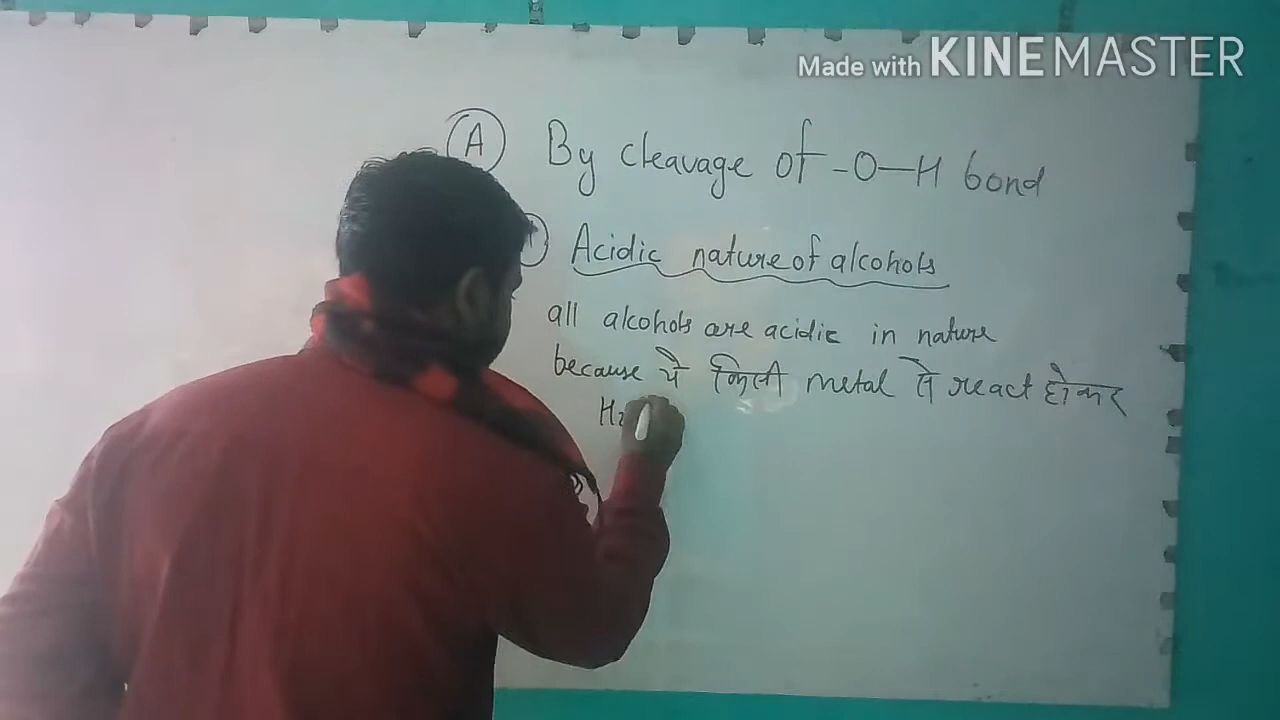 Made with KINEMASTER
A By cleavage of -O-H bond
Acidic nature of alcohols
all alcohols are acidic in nature
because ये किसी metal से react होकर
H2